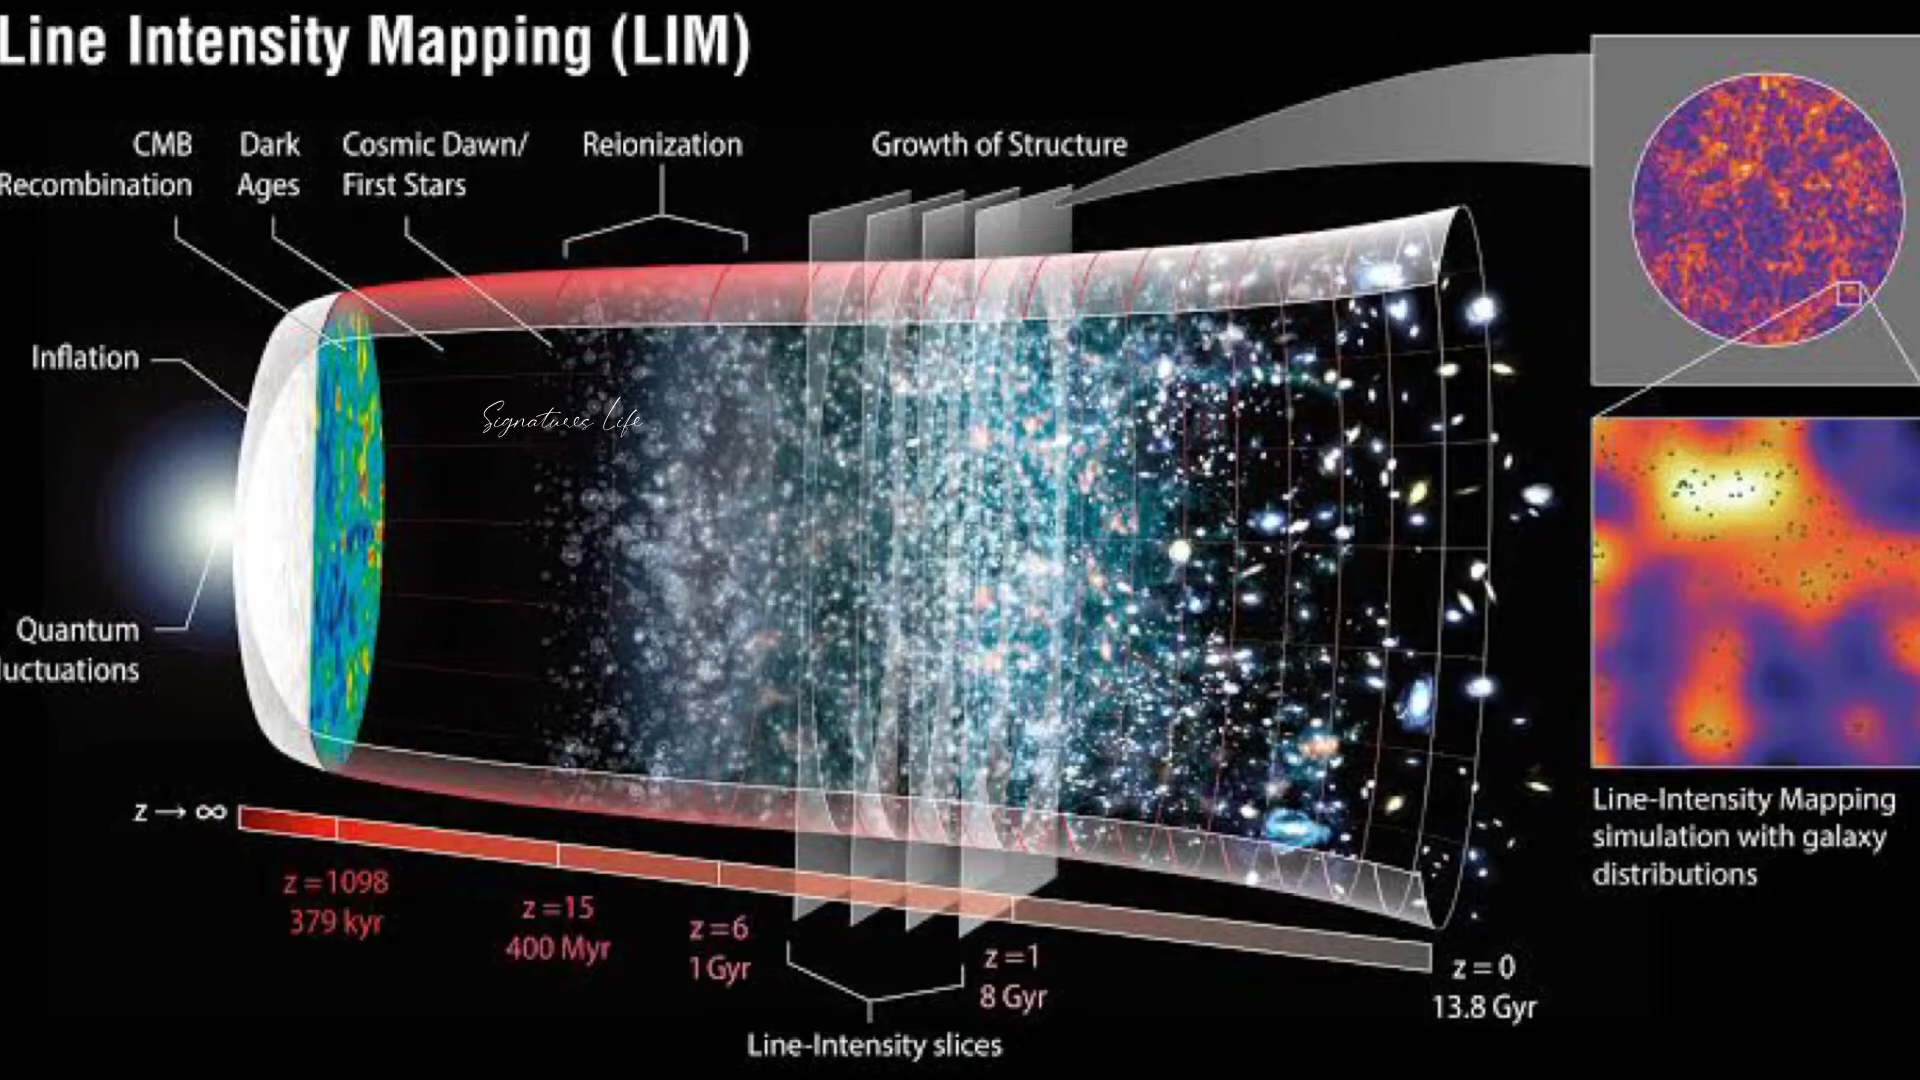 Line Intensity Mapping (LIM)
CMB
Recombination
Dark
Ages
Cosmic Dawn/
First Stars
Reionization
Growth of Structure
Inflation
Signatures Life
Quantum
luctuations
z → ∞
z=1098
379 kyr
z=15
400 Myr
z=6
1 Gyr
z=1
8 Gyr
z=0
13.8 Gyr
Line-Intensity slices
Line-Intensity Mapping
simulation with galaxy
distributions